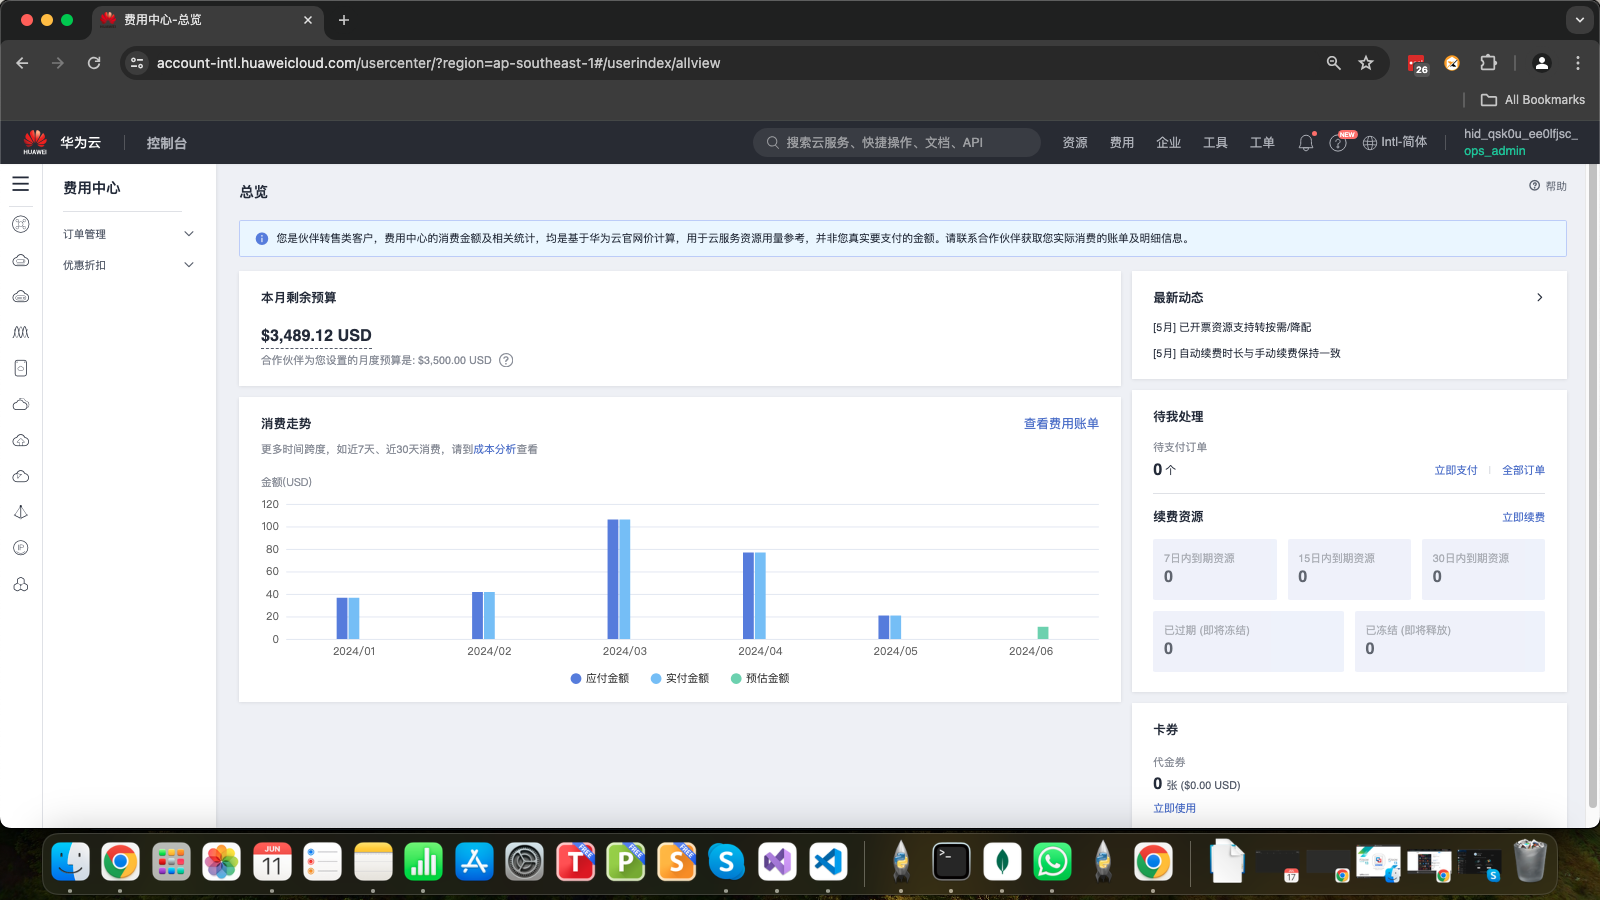 费用中心-总览
account-intl.huaweicloud.com/usercenter/?region=ap-southeast-1#/userindex/allview
26
All Bookmarks
HUAWEI
华为云
控制台
搜索云服务、快捷操作、文档、API
资源
费用
企业
工具
工单
NEW
Intl-简体
hid_qsk0u_ee0lfjsc_
ops_admin
费用中心
订单管理
优惠折扣
总览
帮助
您是伙伴转售类客户，费用中心的消费金额及相关统计，均是基于华为云官网价计算，用于云服务资源用量参考，并非您真实要支付的金额。请联系合作伙伴获取您实际消费的账单及明细信息。
本月剩余预算
$3,489.12 USD
合作伙伴为您设置的月度预算是: $3,500.00 USD
最新动态
[5月] 已开票资源支持转按需/降配
[5月] 自动续费时长与手动续费保持一致
消费走势
查看费用账单
更多时间跨度，如近7天、近30天消费，请到成本分析查看
金额(USD)
120
100
80
60
40
20
0
2024/01
2024/02
2024/03
2024/04
2024/05
2024/06
应付金额
实付金额
预估金额
待我处理
待支付订单
0 个
立即支付
全部订单
续费资源
立即续费
7日内到期资源
0
15日内到期资源
0
30日内到期资源
0
已过期 (即将冻结)
0
已冻结 (即将释放)
0
卡券
代金券
0 张 ($0.00 USD)
立即使用
IP
JUN
11
T
FREE
P
FREE
S
FREE
S
17
S